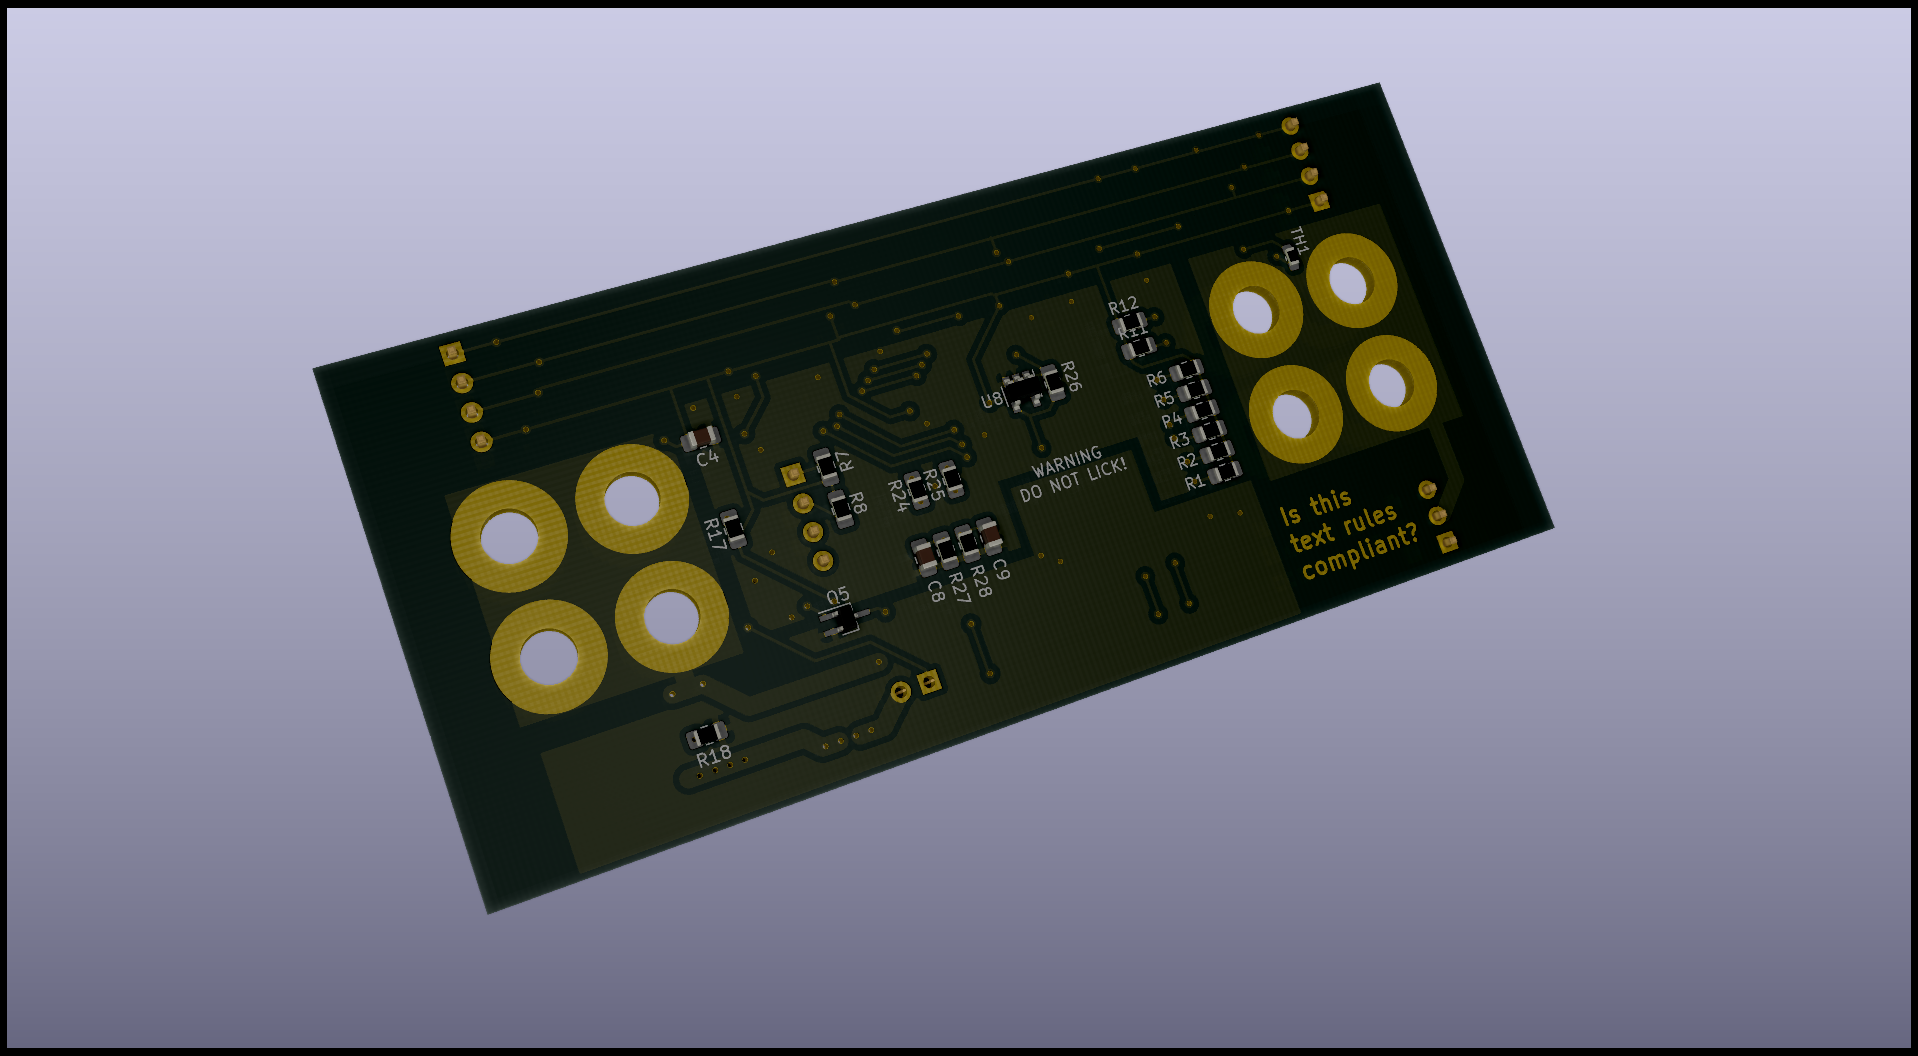 TH1
R12
R11
R6
R5
R4
R3
R2
R1
R26
U8
C4
R7
R8
R24
R25
R17
WARNING
DO NOT LICK!
Is this
text rules
compliant?
C8
R27
R28
C9
Q5
R18